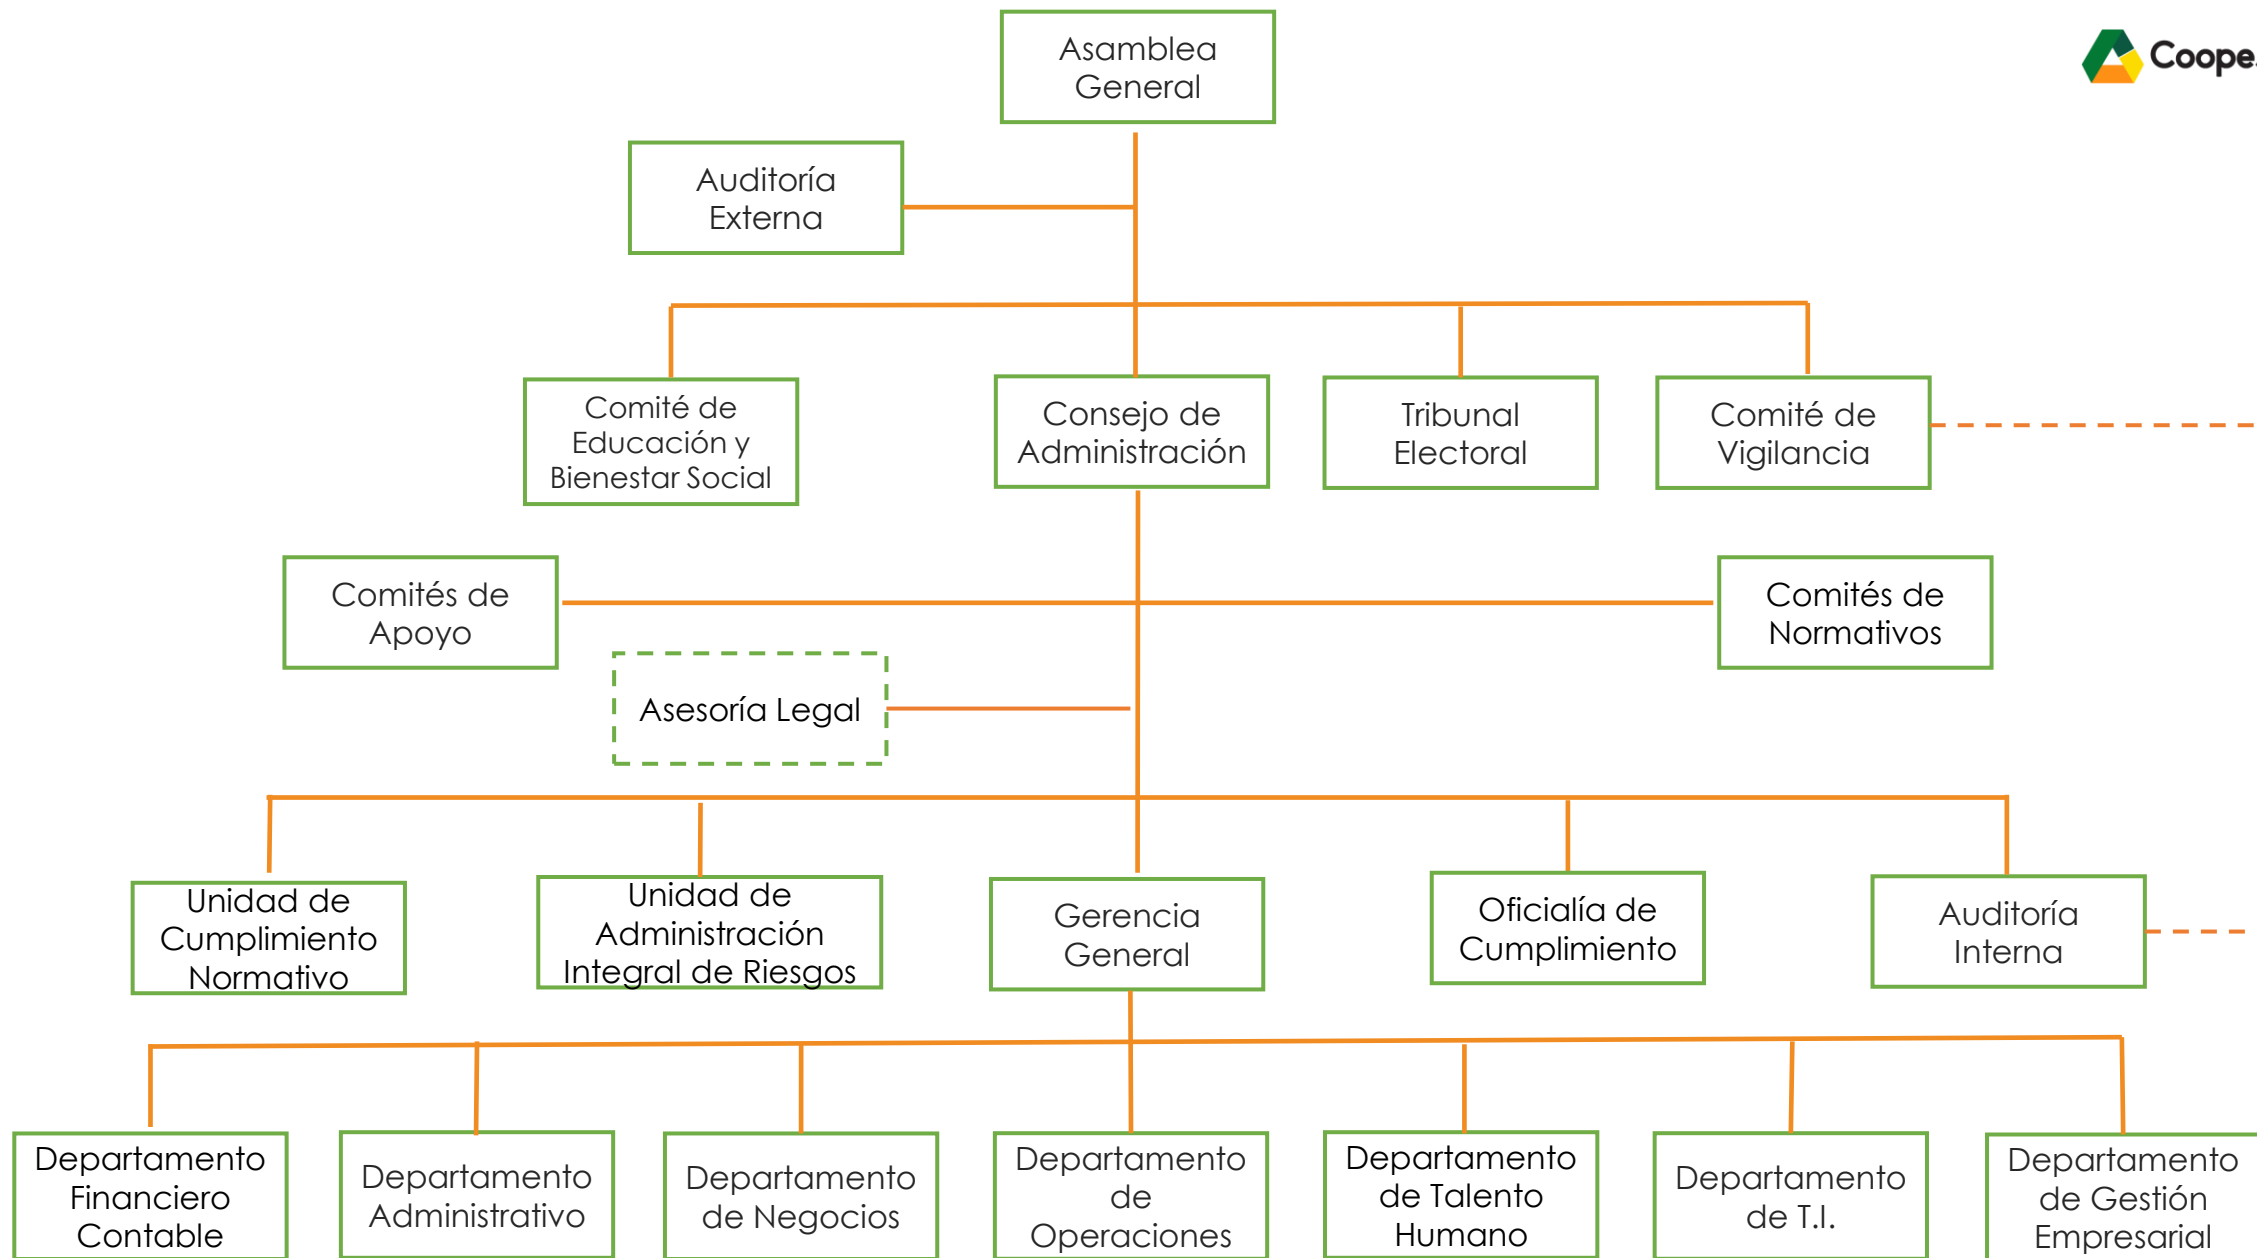 Asamblea
General
Coope.
Auditoría
Externa
Comité de
Educación y
Bienestar Social
Consejo de
Administración
Tribunal
Electoral
Comité de
Vigilancia
Comités de
Apoyo
Comités de
Normativos
Asesoría Legal
Unidad de
Cumplimiento
Normativo
Unidad de
Administración
Integral de Riesgos
Gerencia
General
Oficialía de
Cumplimiento
Auditoría
Interna
Departamento
Financiero
Contable
Departamento
Administrativo
Departamento
de Negocios
Departamento
de
Operaciones
Departamento
de Talento
Humano
Departamento
de T.I.
Departamento
de Gestión
Empresarial